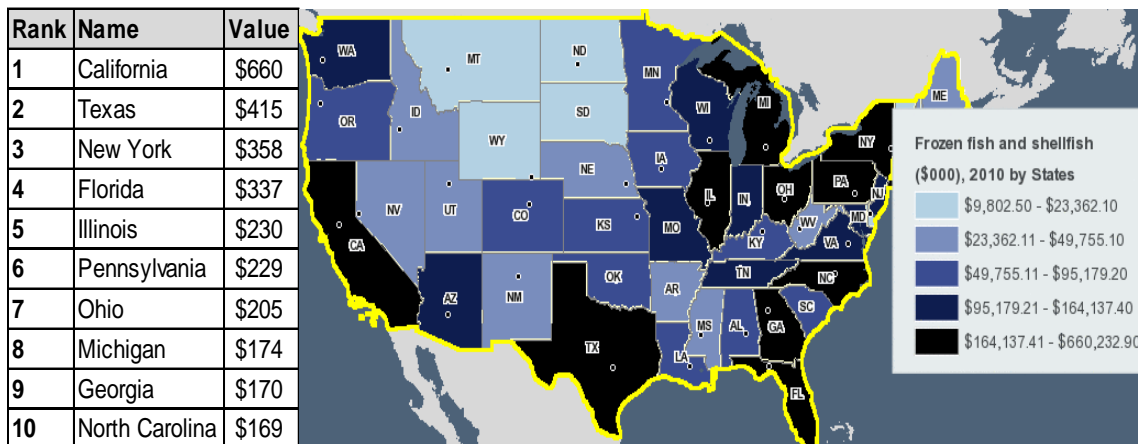 Rank Name Value
1 California $660
2 Texas $415
3 New York $358
4 Florida $337
5 Illinois $230
6 Pennsylvania $229
7 Ohio $205
8 Michigan $174
9 Georgia $170
10 North Carolina $169
WA
MT
ND
MN
ME
OR
ID
SD
WI
MI
NY
WY
IA
NE
PA
NV
UT
CO
IL
IN
OH
NJ
MD
WV
CA
KS
MO
KY
VA
AZ
NM
OK
AR
TN
NC
SC
TX
LA
MS
AL
GA
FL
Frozen fish and shellfish
($000), 2010 by States
$9,802.50 - $23,362.10
$23,362.11 - $49,755.10
$49,755.11 - $95,179.20
$95,179.21 - $164,137.40
$164,137.41 - $660,232.90